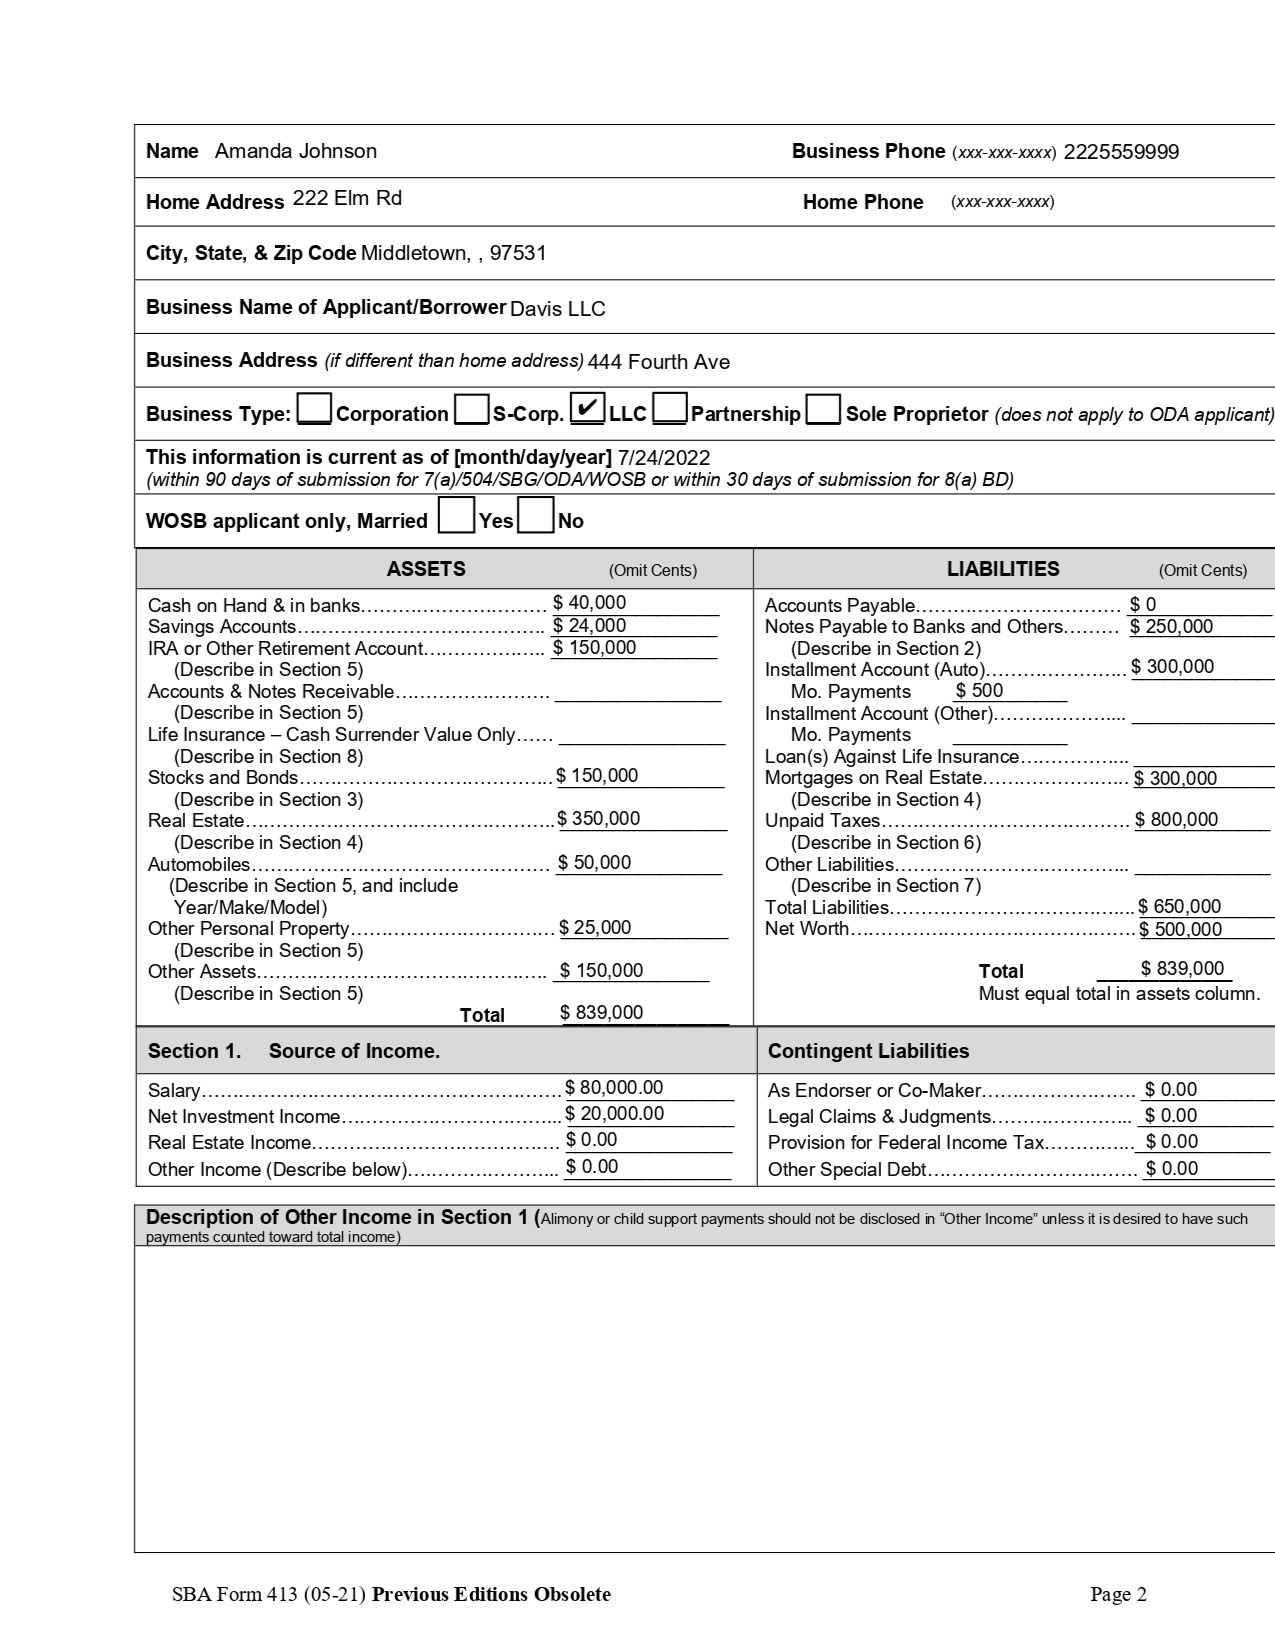 Name Amanda Johnson Business Phone (xxx-xxx-xxxx) 2225559999
Home Address 222 Elm Rd Home Phone (xxx-xxx-xxxx)
City, State, & Zip Code Middletown, , 97531
Business Name of Applicant/Borrower Davis LLC
Business Address (if different than home address) 444 Fourth Ave
Business Type: Corporation S-Corp. ✔ LLC Partnership Sole Proprietor (does not apply to ODA applicant)
This information is current as of [month/day/year] 7/24/2022
(within 90 days of submission for 7(a)/504/SBG/ODA/WOSB or within 30 days of submission for 8(a) BD)
WOSB applicant only, Married Yes No
ASSETS (Omit Cents)
Cash on Hand & in banks………………………… $ 40,000
Savings Accounts…………………………………. $ 24,000
IRA or Other Retirement Account……………….. $ 150,000
(Describe in Section 5)
Accounts & Notes Receivable……………………. ____________
(Describe in Section 5)
Life Insurance – Cash Surrender Value Only…… ____________
(Describe in Section 8)
Stocks and Bonds………………………………….. $ 150,000
(Describe in Section 3)
Real Estate…………………………………………. $ 350,000
(Describe in Section 4)
Automobiles………………………………………… $ 50,000
(Describe in Section 5, and include
Year/Make/Model)
Other Personal Property…………………………… $ 25,000
(Describe in Section 5)
Other Assets……………………………………….. $ 150,000
(Describe in Section 5)
Total $ 839,000
LIABILITIES (Omit Cents)
Accounts Payable…………………………… $ 0
Notes Payable to Banks and Others……… $ 250,000
(Describe in Section 2)
Installment Account (Auto)………………….. $ 300,000
Mo. Payments $ 500
Installment Account (Other)………………... ____________
Mo. Payments ____________
Loan(s) Against Life Insurance…………….. ____________
Mortgages on Real Estate………………….. $ 300,000
(Describe in Section 4)
Unpaid Taxes………………………………… $ 800,000
(Describe in Section 6)
Other Liabilities……………………………….. ____________
(Describe in Section 7)
Total Liabilities………………………………... $ 650,000
Net Worth……………………………………… $ 500,000
Total $ 839,000
Must equal total in assets column.
Section 1. Source of Income.
Salary………………………………………………… $ 80,000.00
Net Investment Income…………………………….. $ 20,000.00
Real Estate Income………………………………… $ 0.00
Other Income (Describe below)…………………... $ 0.00
Contingent Liabilities
As Endorser or Co-Maker……………………. $ 0.00
Legal Claims & Judgments………………….. $ 0.00
Provision for Federal Income Tax………….. $ 0.00
Other Special Debt…………………………… $ 0.00
Description of Other Income in Section 1 (Alimony or child support payments should not be disclosed in “Other Income” unless it is desired to have such
payments counted toward total income)
SBA Form 413 (05-21) Previous Editions Obsolete Page 2